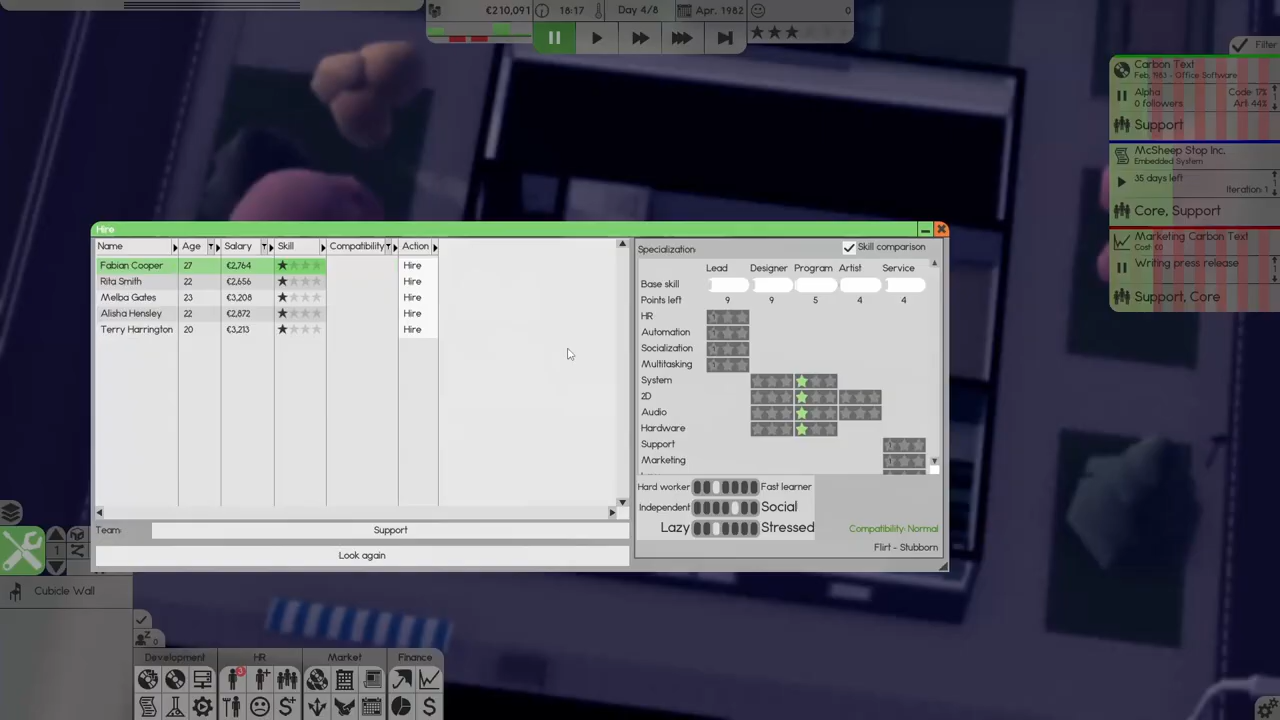 €210,091 16:17 Day 4/8 Apr. 1982 0
Filter
Carbon Text
Feb. 1983 - Office Software
Alpha Code: 17%
0 followers Art: 44%
Support
McSheep Stop Inc.
Embedded System
35 days left
Iteration: 1
Core, Support
Marketing Carbon Text
Cost: €0
Writing press release
Support, Core
Hire
Name Age Salary Skill Compatibility Action
Fabian Cooper 27 €2,764 Hire
Rita Smith 22 €2,656 Hire
Melba Gates 23 €3,208 Hire
Alisha Hensley 22 €2,872 Hire
Terry Harrington 20 €3,213 Hire
Team: Support
Look again
Specialization Skill comparison
Lead Designer Program Artist Service
Base skill
Points left 9 9 5 4 4
HR
Automation
Socialization
Multitasking
System
2D
Audio
Hardware
Support
Marketing
Hard worker Fast learner
Independent Social
Lazy Stressed
Compatibility: Normal
Flirt - Stubborn
1
Cubicle Wall
0
Development HR Market Finance
3